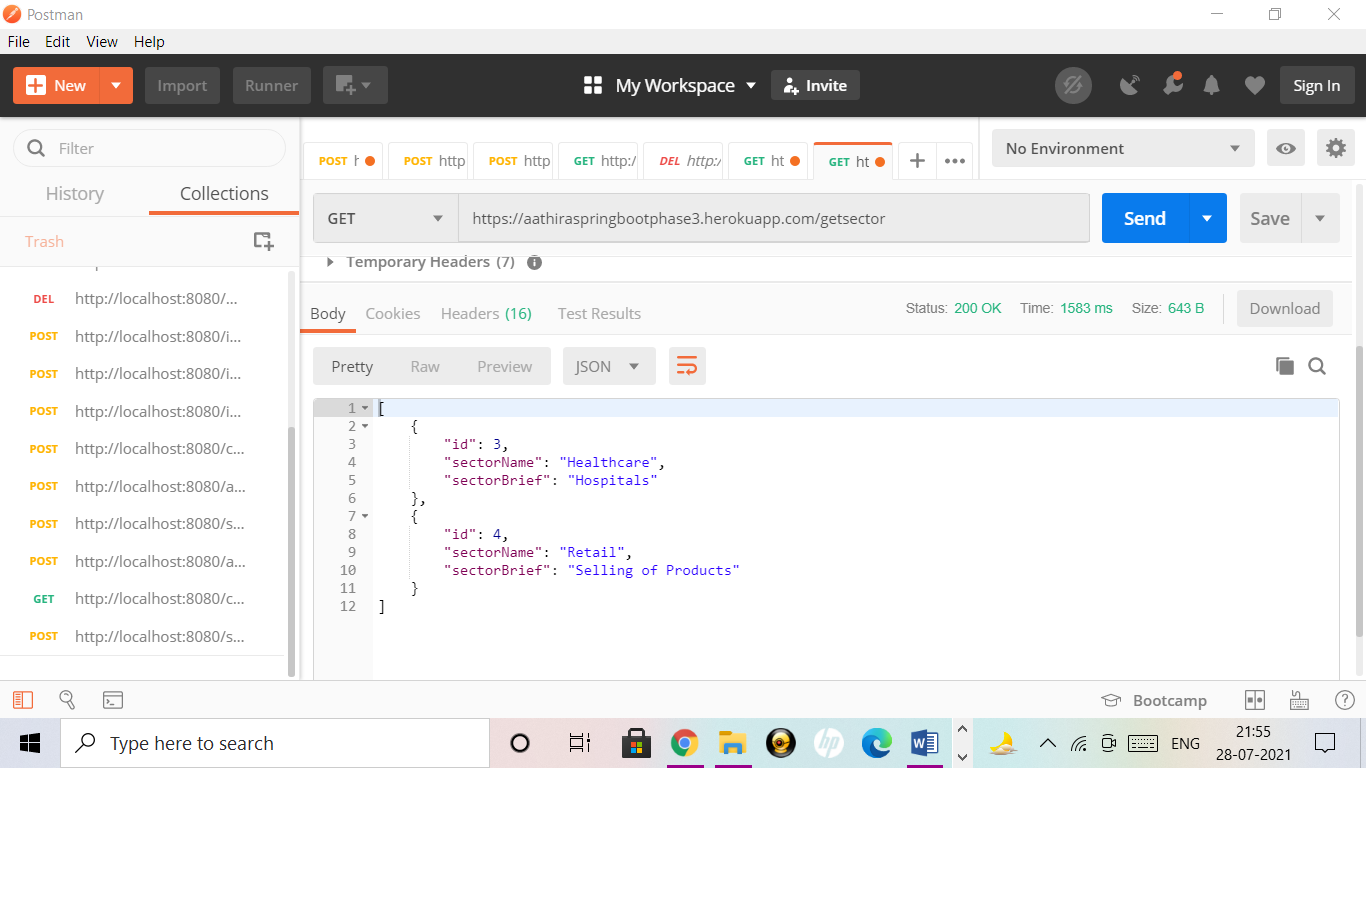 Postman
File Edit View Help
New Import Runner My Workspace Invite Sign In
Filter
History Collections
Trash
DEL http://localhost:8080/...
POST http://localhost:8080/i...
POST http://localhost:8080/i...
POST http://localhost:8080/i...
POST http://localhost:8080/c...
POST http://localhost:8080/a...
POST http://localhost:8080/s...
POST http://localhost:8080/a...
GET http://localhost:8080/c...
POST http://localhost:8080/s...
POST h POST http POST http GET http:/ DEL http:/ GET ht GET ht + •••
No Environment
GET https://aathiraspringbootphase3.herokuapp.com/getsector Send Save
Temporary Headers (7)
Body Cookies Headers (16) Test Results Status: 200 OK Time: 1583 ms Size: 643 B Download
Pretty Raw Preview JSON
1 [
2 {
3 "id": 3,
4 "sectorName": "Healthcare",
5 "sectorBrief": "Hospitals"
6 },
7 {
8 "id": 4,
9 "sectorName": "Retail",
10 "sectorBrief": "Selling of Products"
11 }
12 ]
Bootcamp
Type here to search
hp
ENG
21:55
28-07-2021